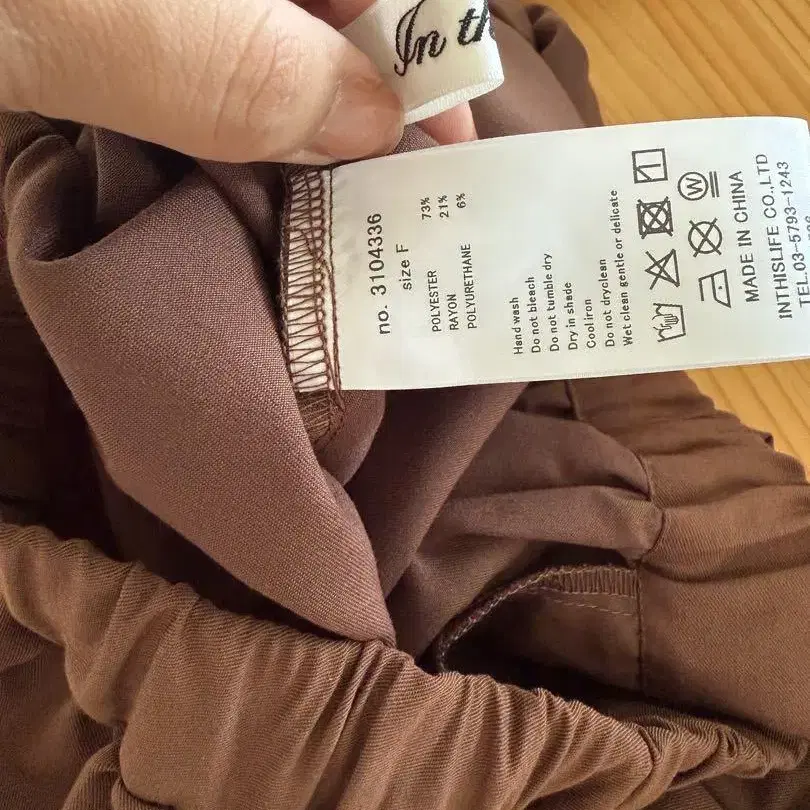 In th
no. 3104336
size F
POLYESTER 73%
RAYON 21%
POLYURETHANE 6%
Hand wash
Do not bleach
Do not tumble dry
Dry in shade
Cool iron
Do not dryclean
Wet clean gentle or delicate
W
MADE IN CHINA
INTHISLIFE CO.,LTD
TEL.03-5793-1243